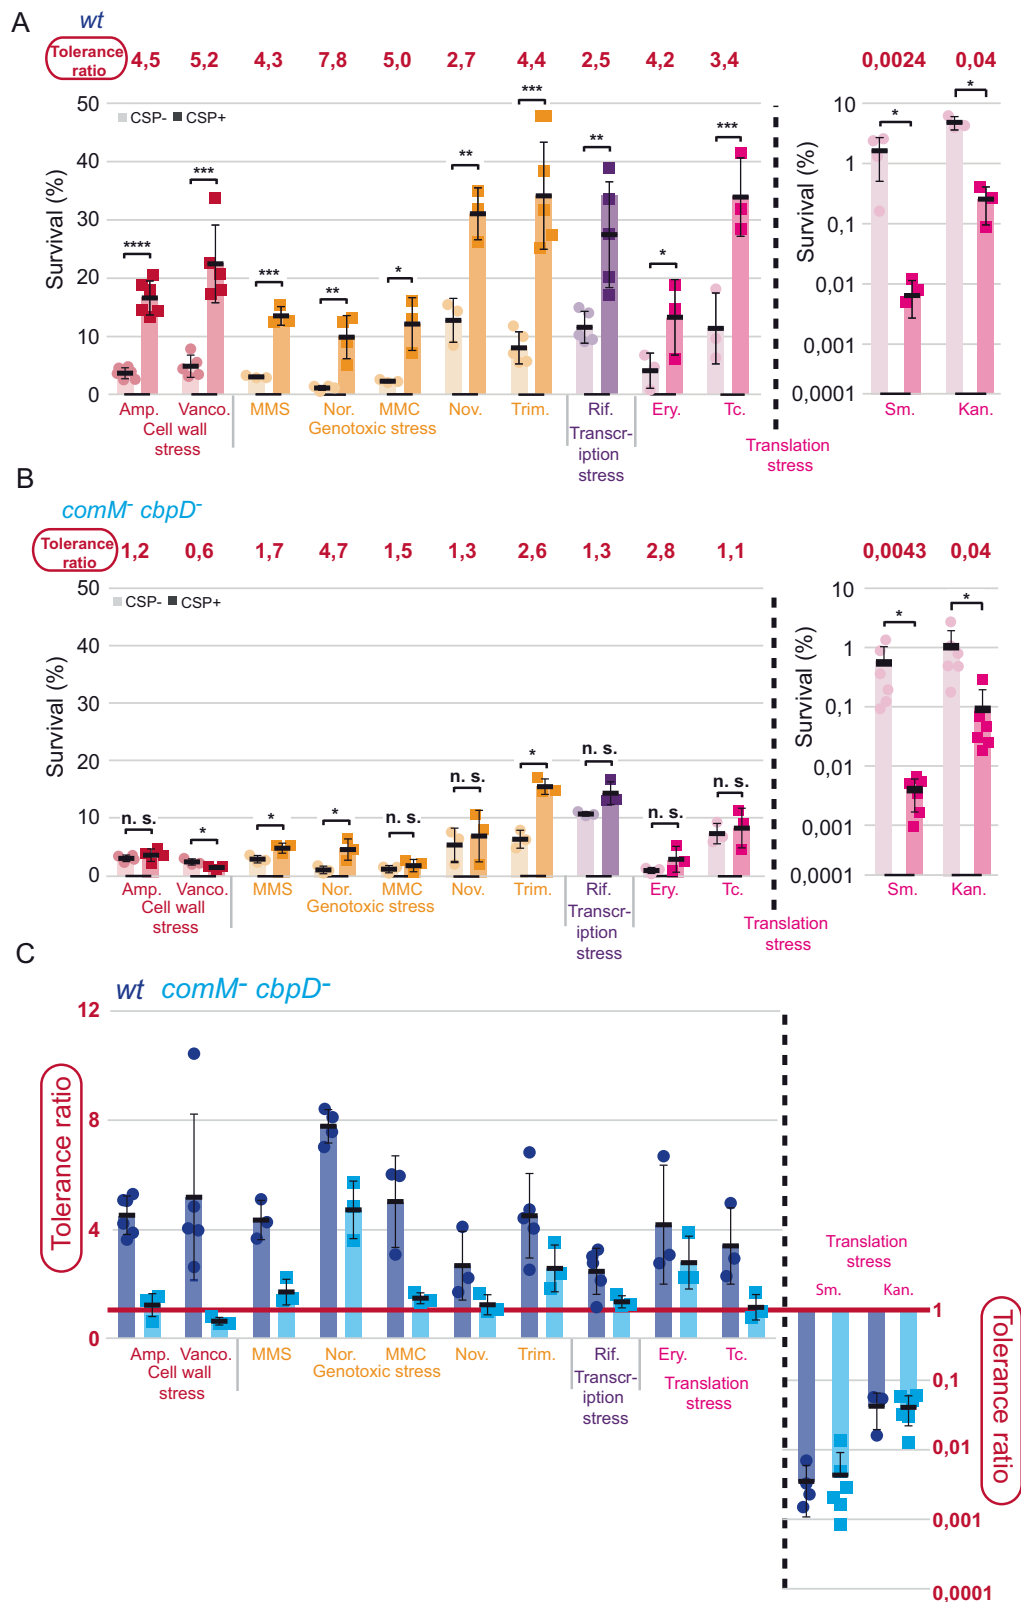 A
wt
Tolerance
ratio
4,5 5,2 4,3 7,8 5,0 2,7 4,4 2,5 4,2 3,4 0,0024 0,04
Survival (%)
50
40
30
20
10
0
CSP- CSP+
**** *** *** ** * ** *** ** * ***
Amp. Vanco. MMS Nor. MMC Nov. Trim. Rif. Ery. Tc.
Cell wall
stress
Genotoxic stress
Transcr-
iption
stress
Translation
stress
Survival (%)
10
1
0,1
0,01
0,001
0,0001
* *
Sm. Kan.
B
comM- cbpD-
Tolerance
ratio
1,2 0,6 1,7 4,7 1,5 1,3 2,6 1,3 2,8 1,1 0,0043 0,04
Survival (%)
50
40
30
20
10
0
CSP- CSP+
n. s. * * * n. s. n. s. * n. s. n. s. n. s.
Amp. Vanco. MMS Nor. MMC Nov. Trim. Rif. Ery. Tc.
Cell wall
stress
Genotoxic stress
Transcr-
iption
stress
Translation
stress
Survival (%)
10
1
0,1
0,01
0,001
0,0001
* *
Sm. Kan.
C
wt comM- cbpD-
Tolerance ratio
12
8
4
0
Amp. Vanco. MMS Nor. MMC Nov. Trim. Rif. Ery. Tc.
Cell wall
stress
Genotoxic stress
Transcr-
iption
stress
Translation
stress
Translation
stress
Sm. Kan.
1
0,1
0,01
0,001
0,0001
Tolerance ratio